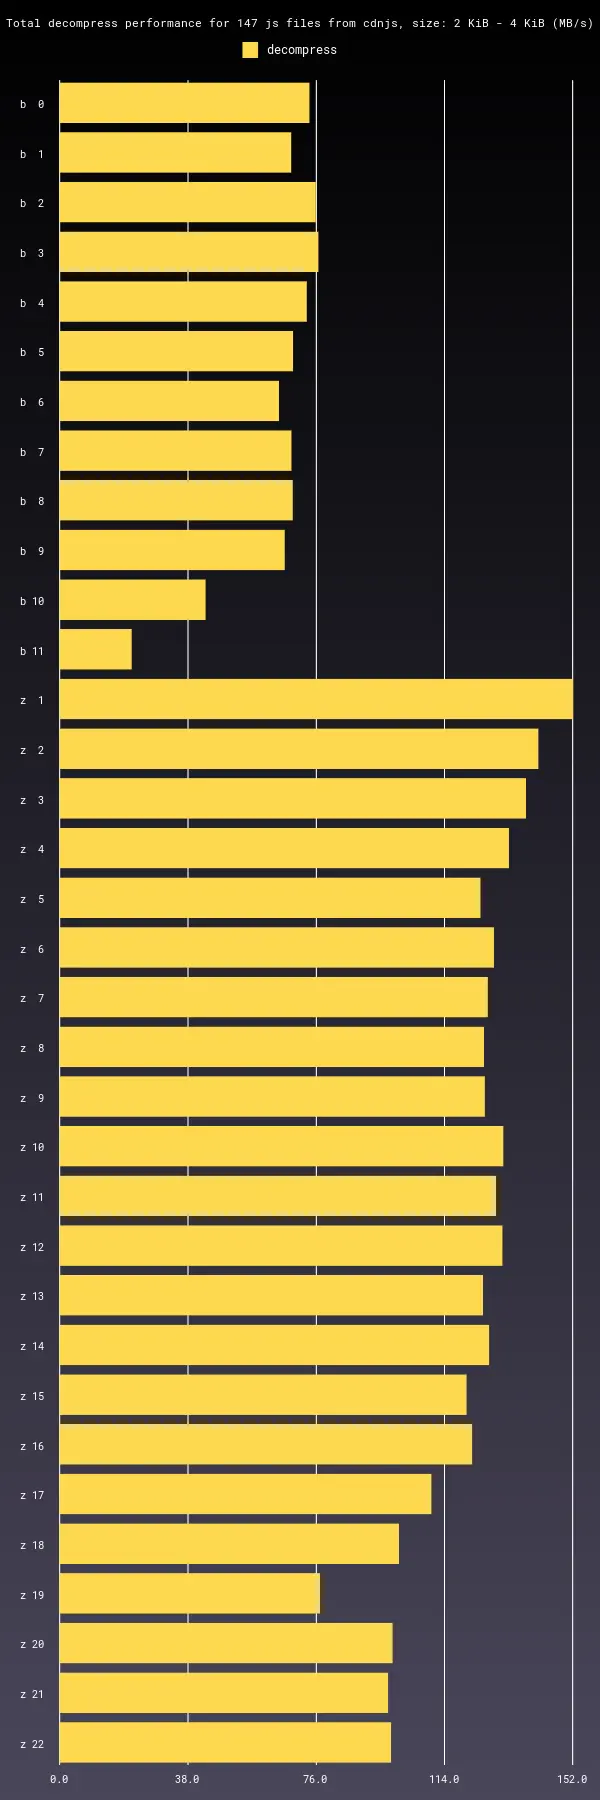 Total decompress performance for 147 js files from cdnjs, size: 2 KiB - 4 KiB (MB/s)
decompress
b 0
b 1
b 2
b 3
b 4
b 5
b 6
b 7
b 8
b 9
b 10
b 11
z 1
z 2
z 3
z 4
z 5
z 6
z 7
z 8
z 9
z 10
z 11
z 12
z 13
z 14
z 15
z 16
z 17
z 18
z 19
z 20
z 21
z 22
0.0 38.0 76.0 114.0 152.0